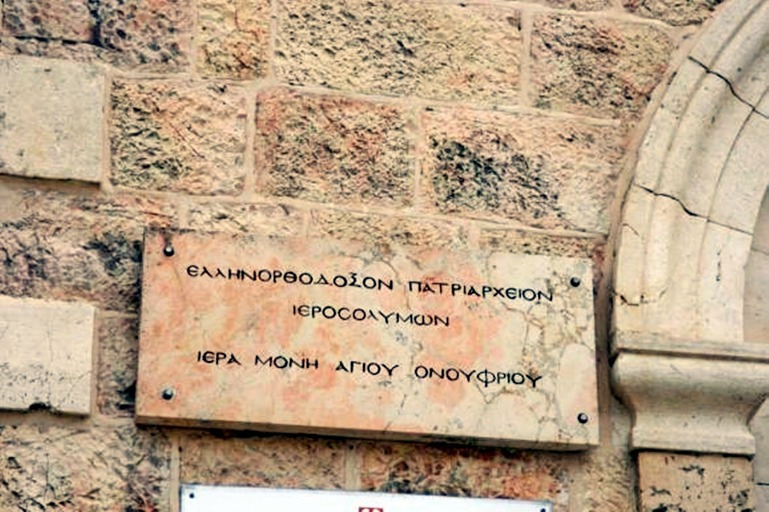 ΕΛΛΗΝΟΡΘΟΔΟΞΟΝ ΠΑΤΡΙΑΡΧΕΙΟΝ
ΙΕΡΟΣΟΛΥΜΩΝ
ΙΕΡΑ ΜΟΝΗ ΑΓΙΟΥ ΟΝΟΥΦΡΙΟΥ